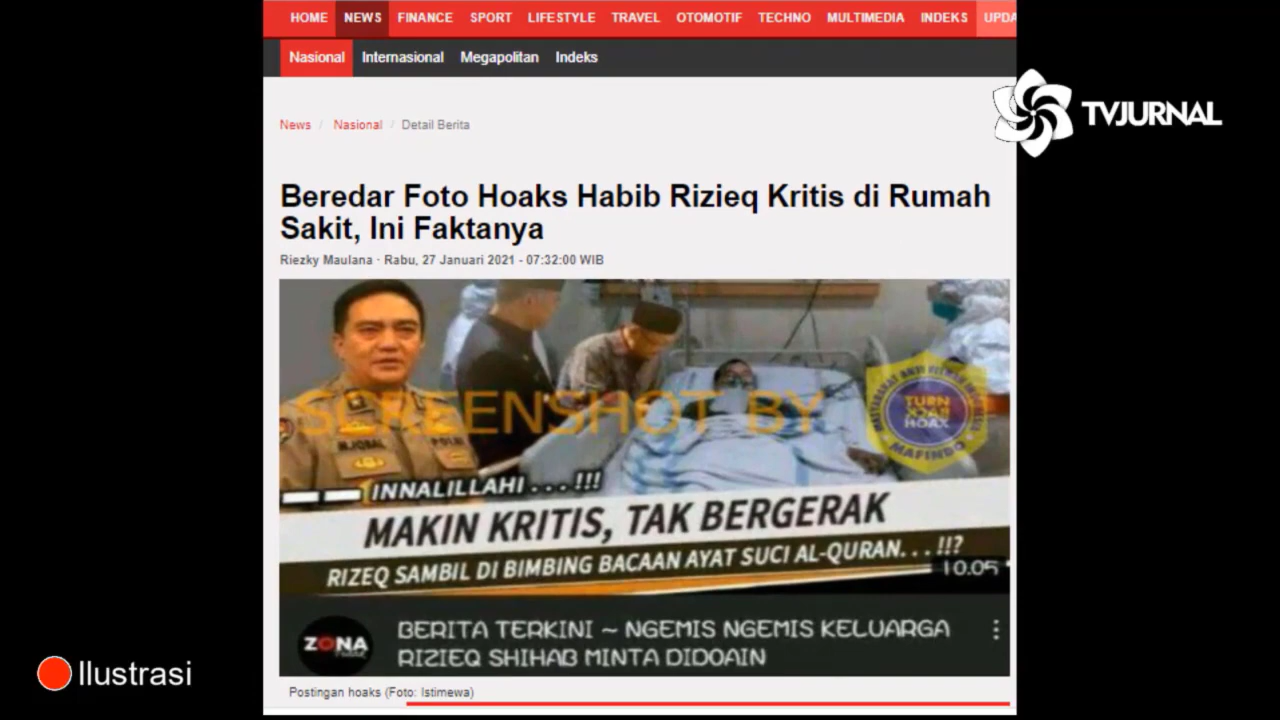 HOME NEWS FINANCE SPORT LIFESTYLE TRAVEL OTOMOTIF TECHNO MULTIMEDIA INDEKS UPDA
Nasional Internasional Megapolitan Indeks
TVJURNAL
News / Nasional / Detail Berita
Beredar Foto Hoaks Habib Rizieq Kritis di Rumah
Sakit, Ini Faktanya
Riezky Maulana · Rabu, 27 Januari 2021 - 07:32:00 WIB
SCREENSHOT BY
TURN
BACK
HOAX
MAFINDO
M.IQBAL
POLRI
INNALILLAHI . . . !!!
MAKIN KRITIS, TAK BERGERAK
RIZEQ SAMBIL DI BIMBING BACAAN AYAT SUCI AL-QURAN. . . !!?
10.05
ZONA
BERITA TERKINI ~ NGEMIS NGEMIS KELUARGA
RIZIEQ SHIHAB MINTA DIDOAIN
Ilustrasi
Postingan hoaks (Foto: Istimewa)